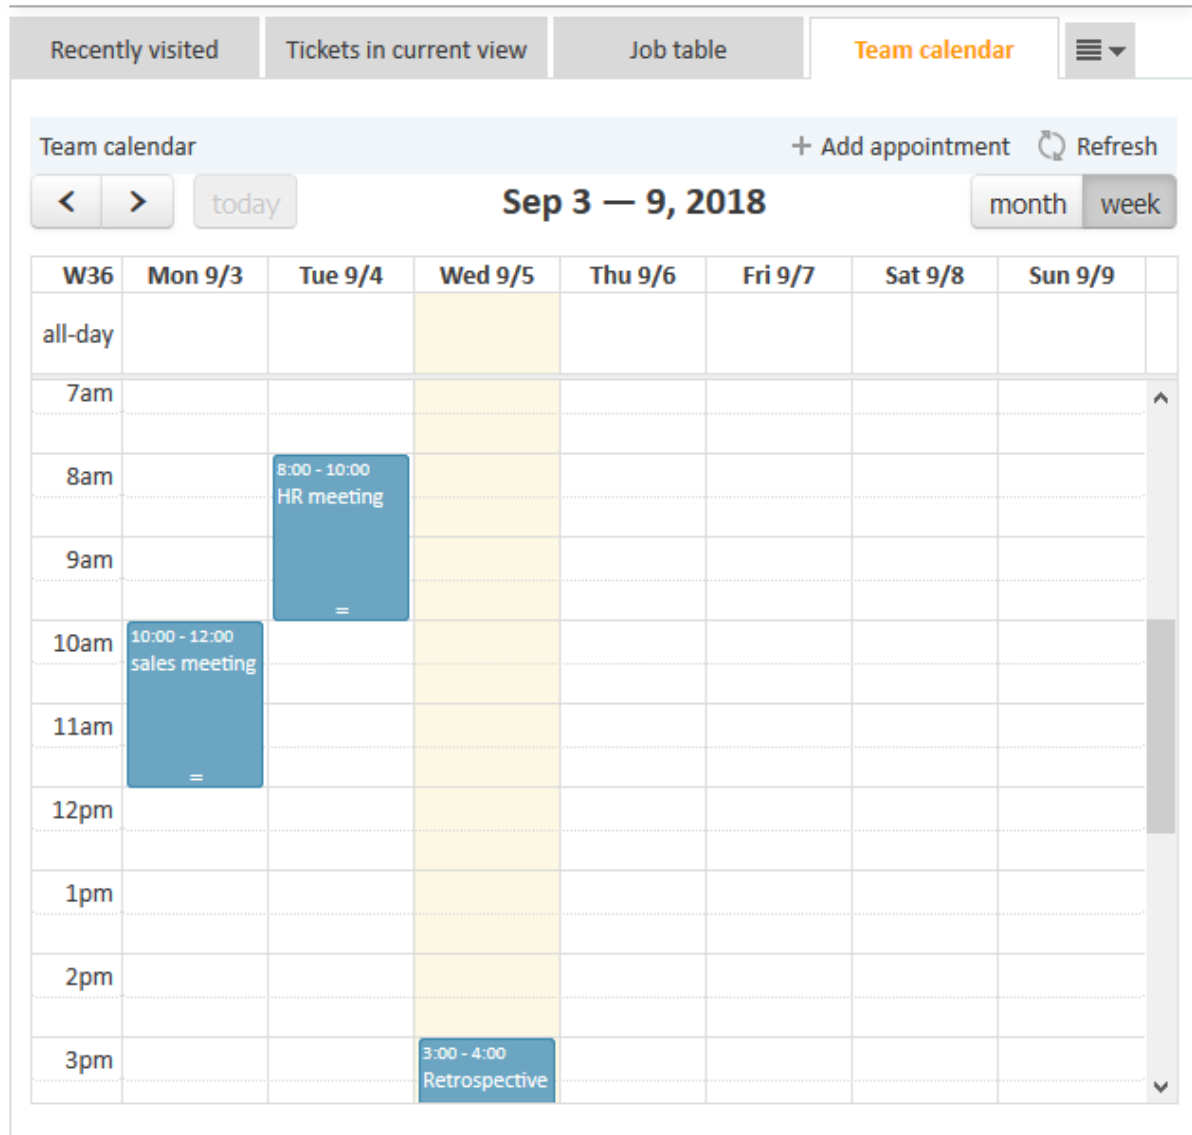 Recently visited
Tickets in current view
Job table
Team calendar
Team calendar
+ Add appointment
Refresh
< > today
Sep 3 — 9, 2018
month week
W36 Mon 9/3 Tue 9/4 Wed 9/5 Thu 9/6 Fri 9/7 Sat 9/8 Sun 9/9
all-day
7am
8am
8:00 - 10:00
HR meeting
9am
=
10am
10:00 - 12:00
sales meeting
11am
=
12pm
1pm
2pm
3pm
3:00 - 4:00
Retrospective